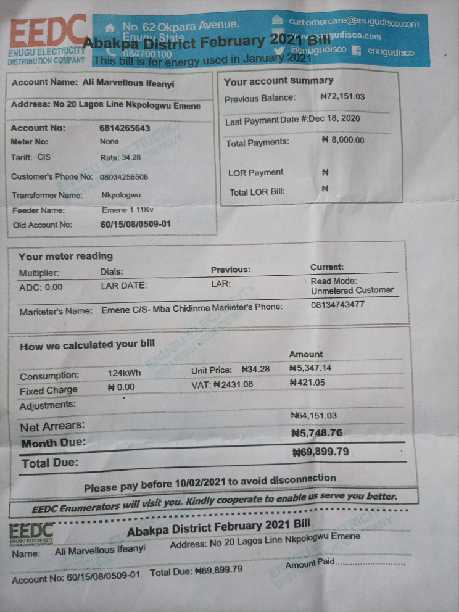 EEDC
ENUGU ELECTRICITY
DISTRIBUTION COMPANY
No. 62 Okpara Avenue,
Enugu State
customercare@enugudisco.com
enugudisco
enugudisco
Abakpa District February 2021 Bill
This bill is for energy used in January 2021
Account Name: Ali Marvellous Ifeanyi
Address: No 20 Lagos Line Nkpologwu Emene
Account No: 6814265643
Meter No: None
Tariff: CIS Rate: 34.28
Customer's Phone No: 08034256506
Transformer Name: Nkpologwu
Feeder Name: Emene 1 11Kv
Old Account No: 60/15/08/0509-01
Your account summary
Previous Balance: ₦72,151.03
Last Payment Date #:Dec 18, 2020
Total Payments: ₦ 8,000.00
LOR Payment ₦
Total LOR Bill: ₦
Your meter reading
Multiplier: Dials: Previous: Current:
ADC: 0.00 LAR DATE: LAR: Read Mode:
Unmetered Customer
Marketer's Name: Emene C/S- Mba Chidinma Marketer's Phone: 08134743477
How we calculated your bill
Amount
Consumption: 124kWh Unit Price: ₦34.28 ₦5,347.14
Fixed Charge ₦ 0.00 VAT: ₦2431.08 ₦421.05
Adjustments:
Net Arrears: ₦64,151.03
Month Due: ₦5,748.76
Total Due: ₦69,899.79
Please pay before 10/02/2021 to avoid disconnection
EEDC Enumerators will visit you. Kindly cooperate to enable us serve you better.
EEDC
Abakpa District February 2021 Bill
Name: Ali Marvellous Ifeanyi Address: No 20 Lagos Line Nkpologwu Emene
Account No: 60/15/08/0509-01 Total Due: ₦69,899.79 Amount Paid